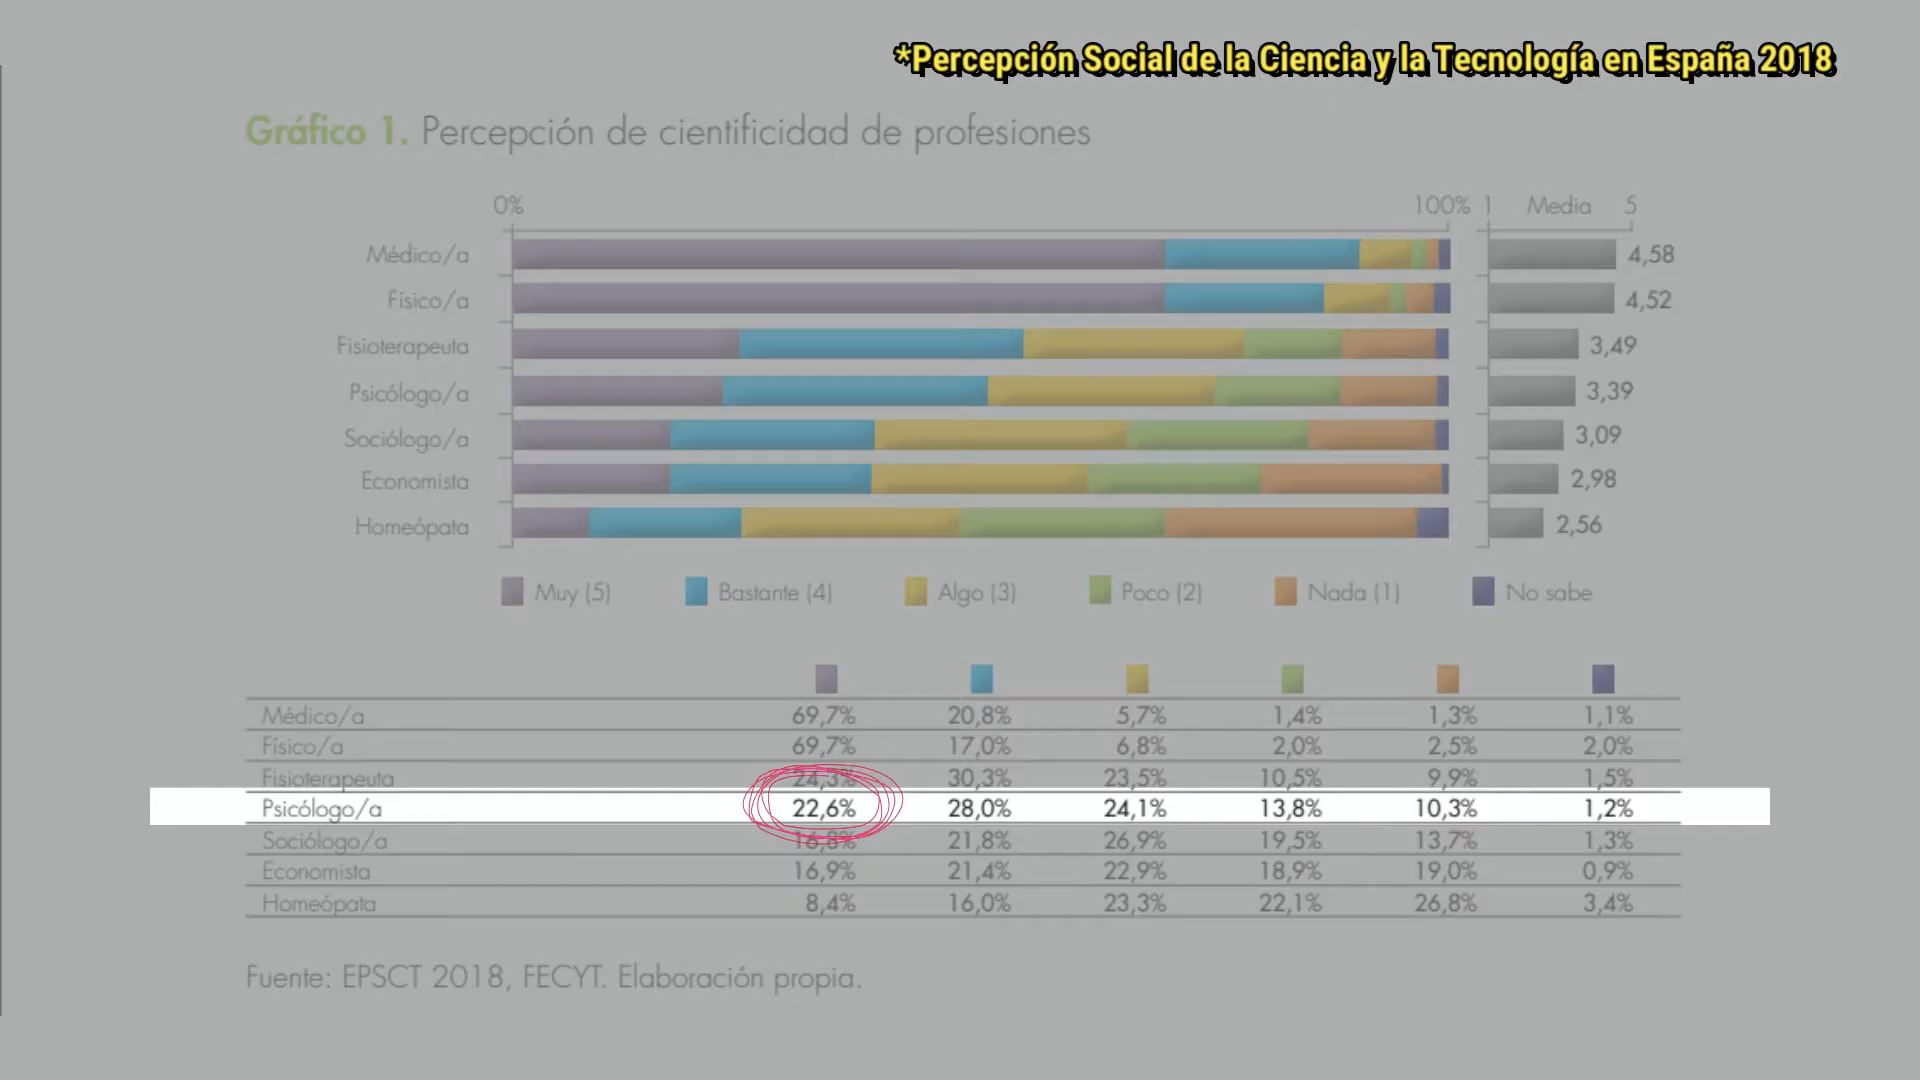 *Percepción Social de la Ciencia y la Tecnología en España 2018
Gráfico 1. Percepción de cientificidad de profesiones
0% 100% 1 Media 5
Médico/a 4,58
Físico/a 4,52
Fisioterapeuta 3,49
Psicólogo/a 3,39
Sociólogo/a 3,09
Economista 2,98
Homeópata 2,56
Muy (5) Bastante (4) Algo (3) Poco (2) Nada (1) No sabe
Médico/a 69,7% 20,8% 5,7% 1,4% 1,3% 1,1%
Físico/a 69,7% 17,0% 6,8% 2,0% 2,5% 2,0%
Fisioterapeuta 24,3% 30,3% 23,5% 10,5% 9,9% 1,5%
Psicólogo/a 22,6% 28,0% 24,1% 13,8% 10,3% 1,2%
Sociólogo/a 16,8% 21,8% 26,9% 19,5% 13,7% 1,3%
Economista 16,9% 21,4% 22,9% 18,9% 19,0% 0,9%
Homeópata 8,4% 16,0% 23,3% 22,1% 26,8% 3,4%
Fuente: EPSCT 2018, FECYT. Elaboración propia.